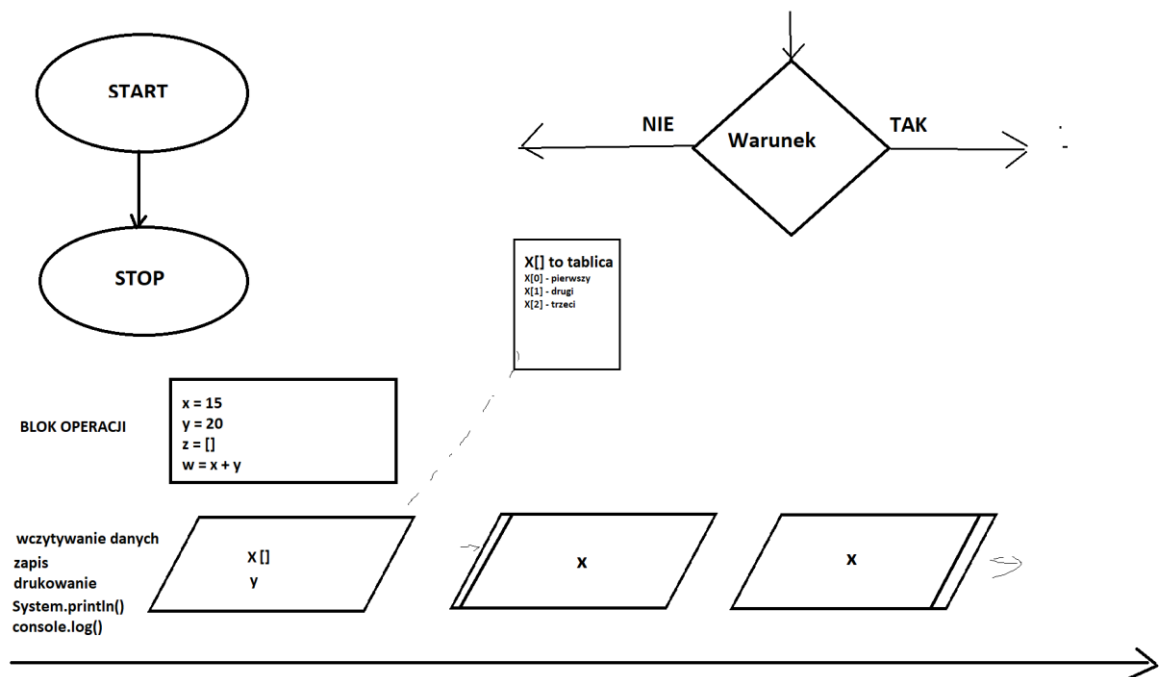 START
STOP
NIE
Warunek
TAK
X[] to tablica
X[0] - pierwszy
X[1] - drugi
X[2] - trzeci
BLOK OPERACJI
x = 15
y = 20
z = []
w = x + y
wczytywanie danych
zapis
drukowanie
System.println()
console.log()
X []
y
x
x